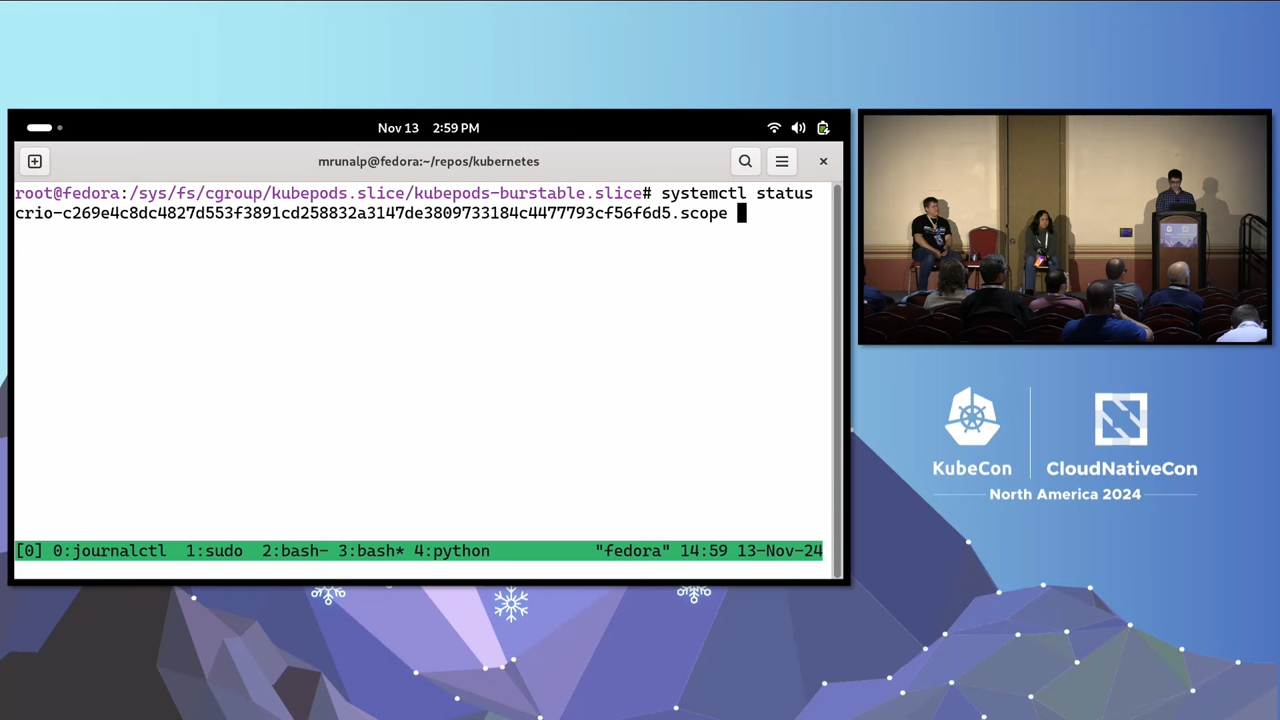 Nov 13 2:59 PM
mrunalp@fedora:~/repos/kubernetes
root@fedora:/sys/fs/cgroup/kubepods.slice/kubepods-burstable.slice# systemctl status
crio-c269e4c8dc4827d553f3891cd258832a3147de3809733184c4477793cf56f6d5.scope
[0] 0:journalctl 1:sudo 2:bash- 3:bash* 4:python "fedora" 14:59 13-Nov-24
KubeCon
CloudNativeCon
North America 2024